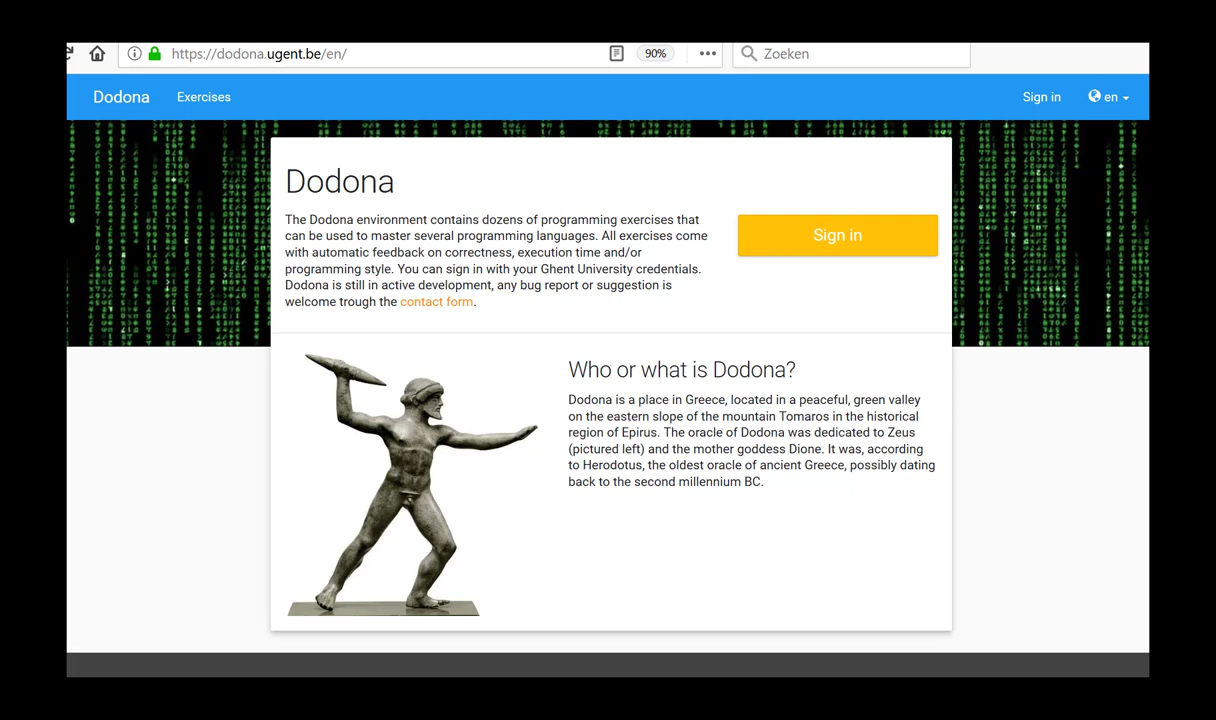 https://dodona.ugent.be/en/
90%
Zoeken
Dodona
Exercises
Sign in
en
Dodona
The Dodona environment contains dozens of programming exercises that
can be used to master several programming languages. All exercises come
with automatic feedback on correctness, execution time and/or
programming style. You can sign in with your Ghent University credentials.
Dodona is still in active development, any bug report or suggestion is
welcome trough the contact form.
Sign in
Who or what is Dodona?
Dodona is a place in Greece, located in a peaceful, green valley
on the eastern slope of the mountain Tomaros in the historical
region of Epirus. The oracle of Dodona was dedicated to Zeus
(pictured left) and the mother goddess Dione. It was, according
to Herodotus, the oldest oracle of ancient Greece, possibly dating
back to the second millennium BC.